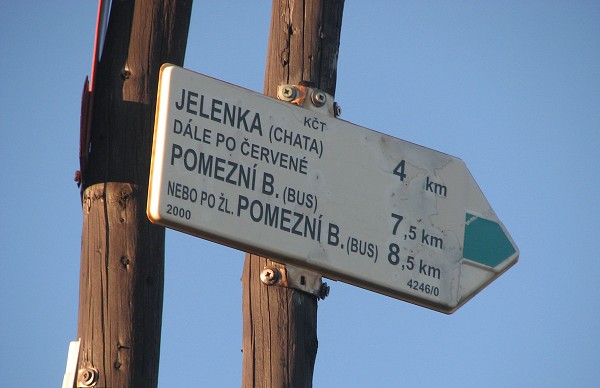 KČT
JELENKA (CHATA) 4 km
DÁLE PO ČERVENÉ
POMEZNÍ B. (BUS) 7,5 km
NEBO PO ŽL. POMEZNÍ B. (BUS) 8,5 km
2000 4246/0